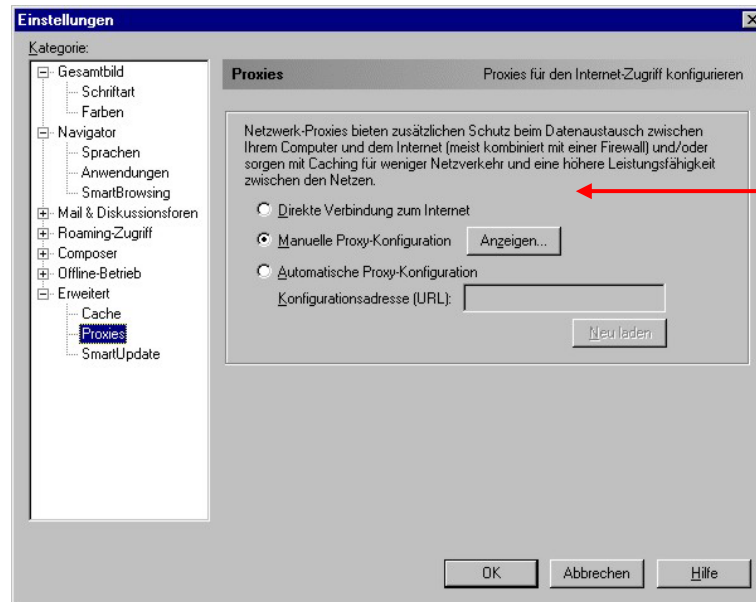 Einstellungen
Kategorie:
Gesamtbild
Schriftart
Farben
Navigator
Sprachen
Anwendungen
SmartBrowsing
Mail & Diskussionsforen
Roaming-Zugriff
Composer
Offline-Betrieb
Erweitert
Cache
Proxies
SmartUpdate
Proxies Proxies für den Internet-Zugriff konfigurieren
Netzwerk-Proxies bieten zusätzlichen Schutz beim Datenaustausch zwischen
Ihrem Computer und dem Internet (meist kombiniert mit einer Firewall) und/oder
sorgen mit Caching für weniger Netzverkehr und eine höhere Leistungsfähigkeit
zwischen den Netzen.
Direkte Verbindung zum Internet
Manuelle Proxy-Konfiguration Anzeigen...
Automatische Proxy-Konfiguration
Konfigurationsadresse (URL):
Neu laden
OK Abbrechen Hilfe